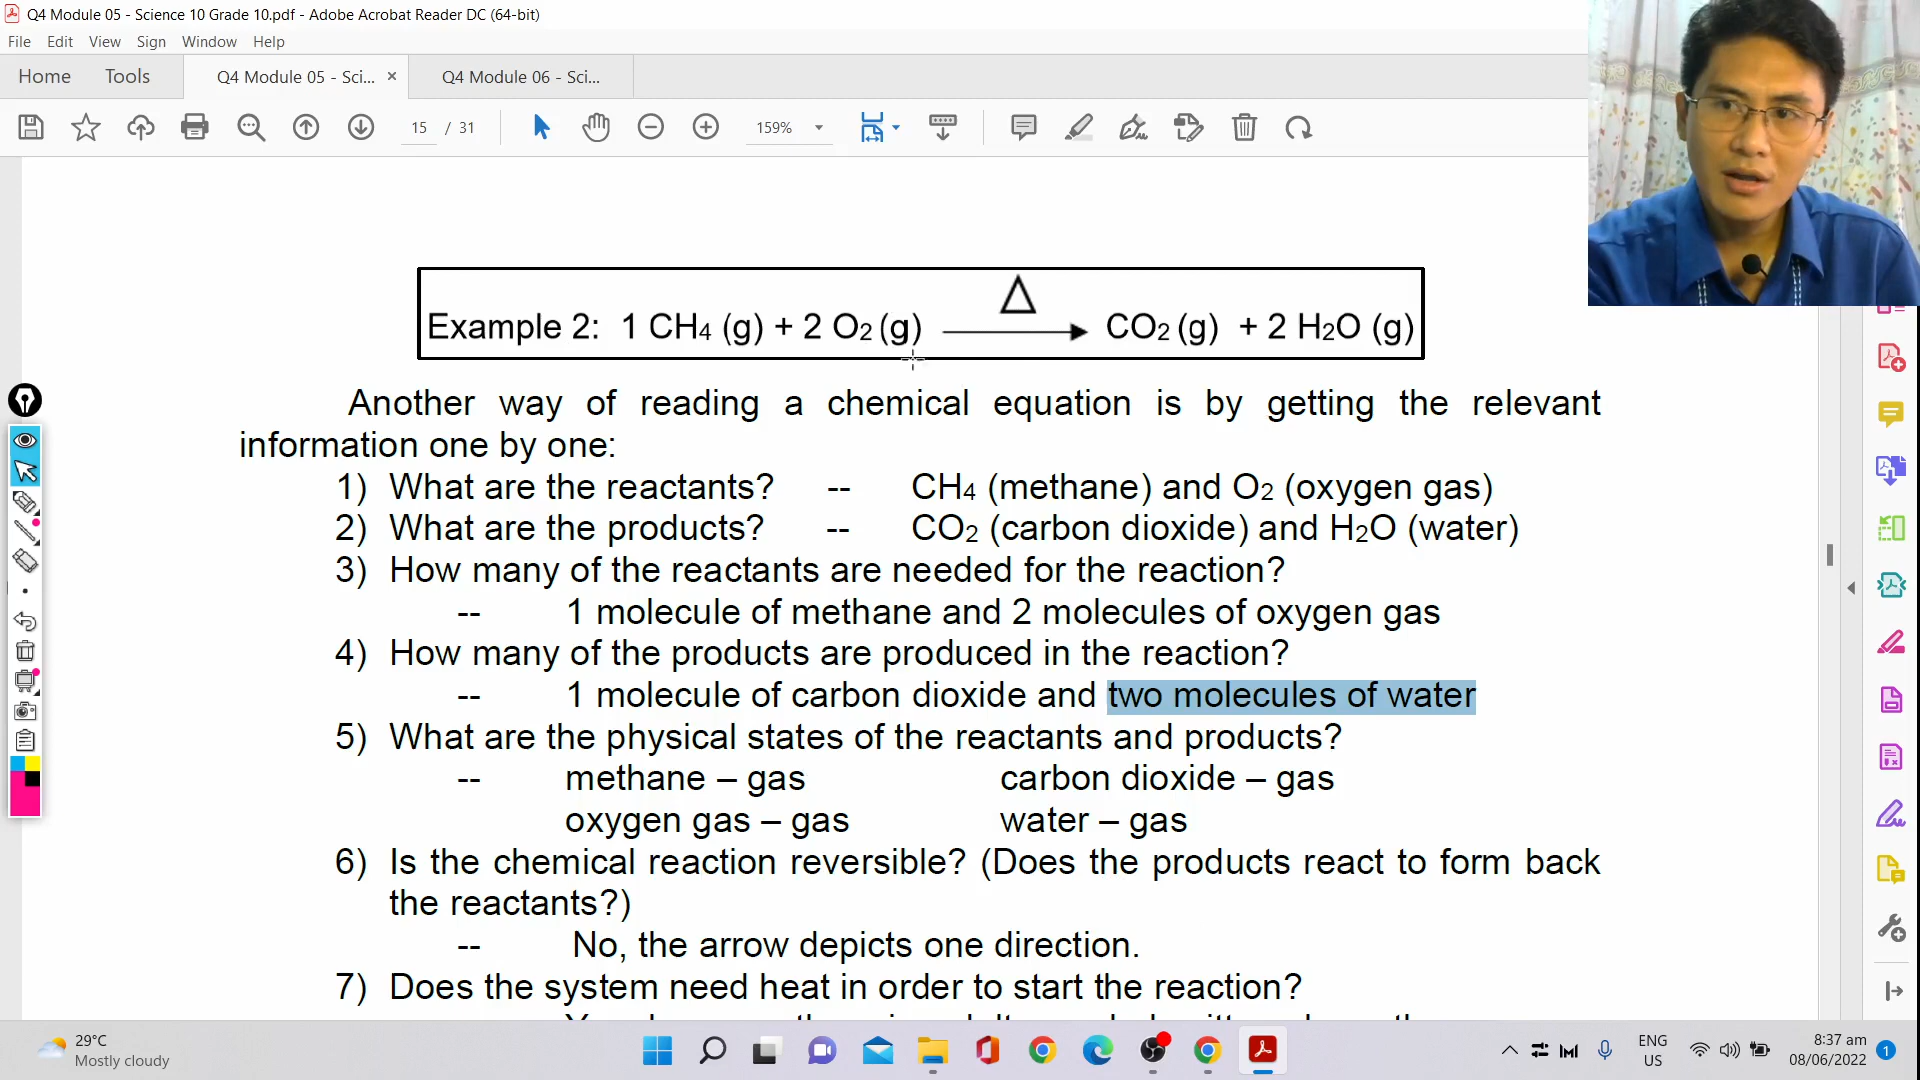 Q4 Module 05 - Science 10 Grade 10.pdf - Adobe Acrobat Reader DC (64-bit)
File Edit View Sign Window Help
Home Tools Q4 Module 05 - Sci... × Q4 Module 06 - Sci...
15 / 31 159%
Δ
Example 2: 1 CH4 (g) + 2 O2 (g) → CO2 (g) + 2 H2O (g)
Another way of reading a chemical equation is by getting the relevant
information one by one:
1) What are the reactants? -- CH4 (methane) and O2 (oxygen gas)
2) What are the products? -- CO2 (carbon dioxide) and H2O (water)
3) How many of the reactants are needed for the reaction?
-- 1 molecule of methane and 2 molecules of oxygen gas
4) How many of the products are produced in the reaction?
-- 1 molecule of carbon dioxide and two molecules of water
5) What are the physical states of the reactants and products?
-- methane – gas carbon dioxide – gas
oxygen gas – gas water – gas
6) Is the chemical reaction reversible? (Does the products react to form back
the reactants?)
-- No, the arrow depicts one direction.
7) Does the system need heat in order to start the reaction?
29°C
Mostly cloudy
ENG
US
8:37 am
08/06/2022
1